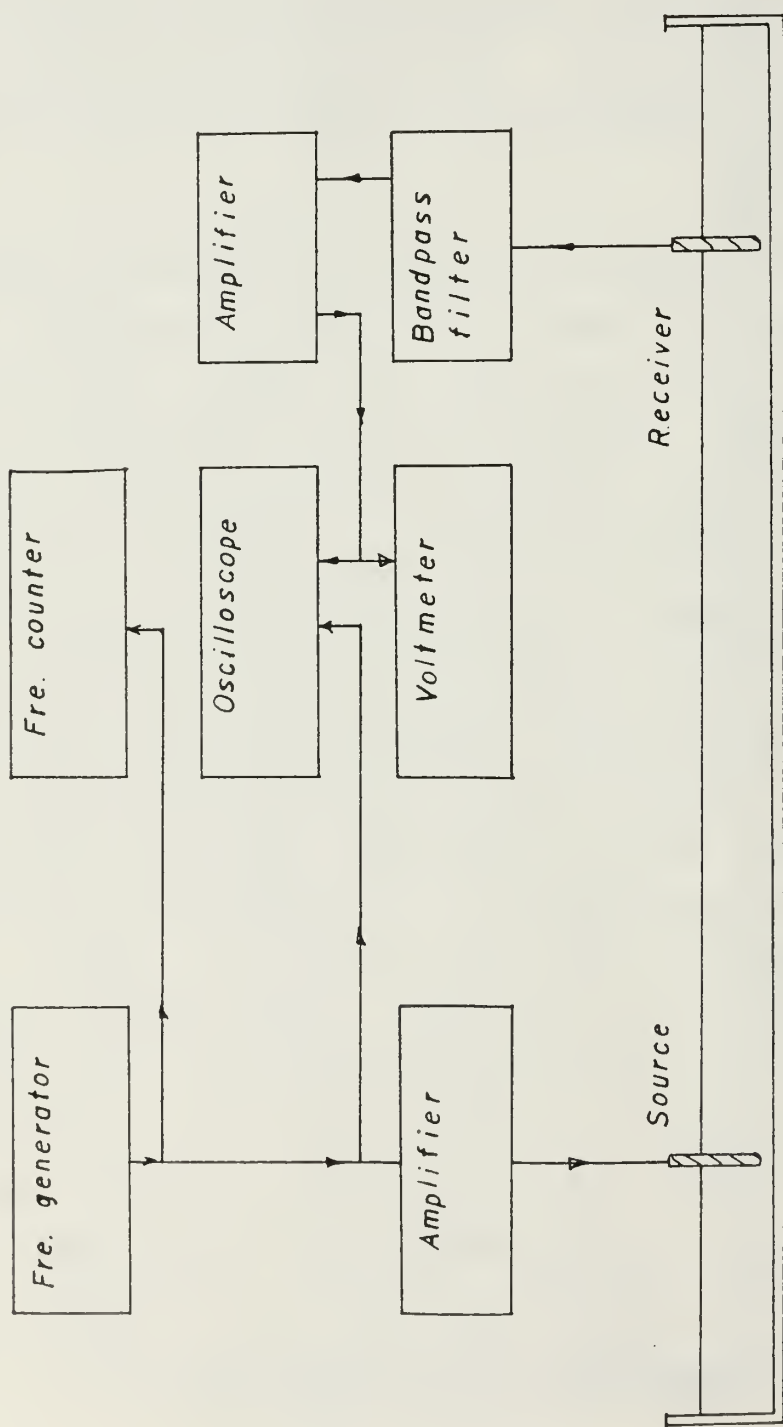 Fre. generator
Fre. counter
Oscilloscope
Amplifier
Amplifier
Voltmeter
Bandpass
filter
Source
Receiver